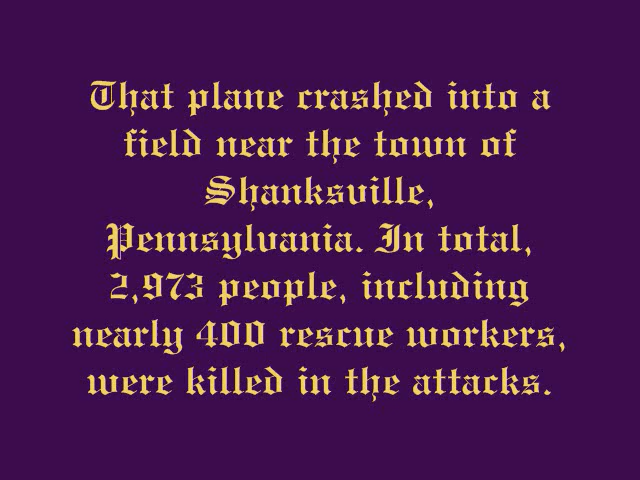 That plane crashed into a
field near the town of
Shanksville,
Pennsylvania. In total,
2,973 people, including
nearly 400 rescue workers,
were killed in the attacks.